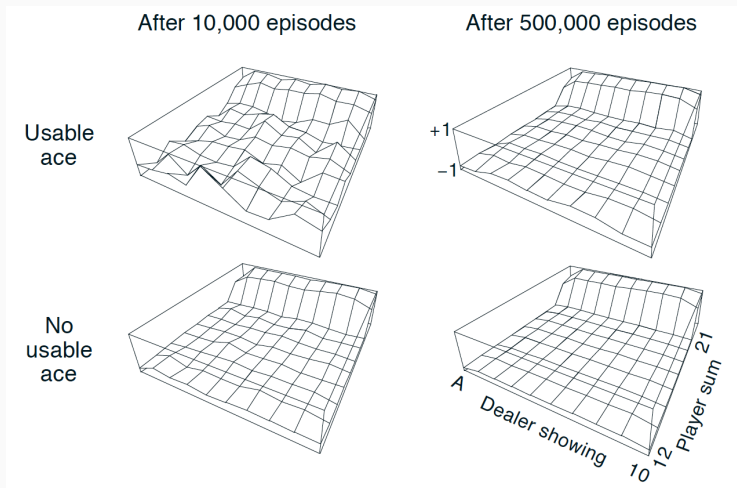 After 10,000 episodes
After 500,000 episodes
Usable
ace
+1
−1
No
usable
ace
A
Dealer showing
10
12
Player sum
21